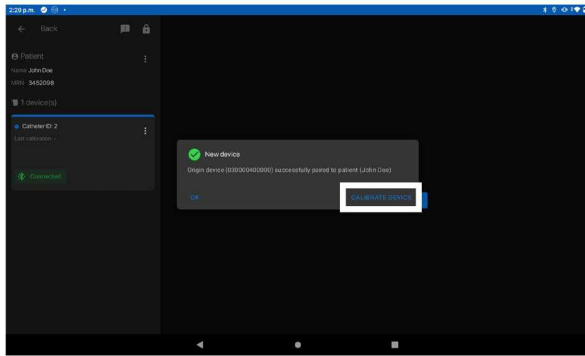 2:29 p.m.
Back
Patient
Name John Doe
MRN 3452098
1 device(s)
Catheter ID: 2
Last calibration -
Connected
New device
Origin device (030000400000) successfully paired to patient (John Doe)
OK
CALIBRATE DEVICE